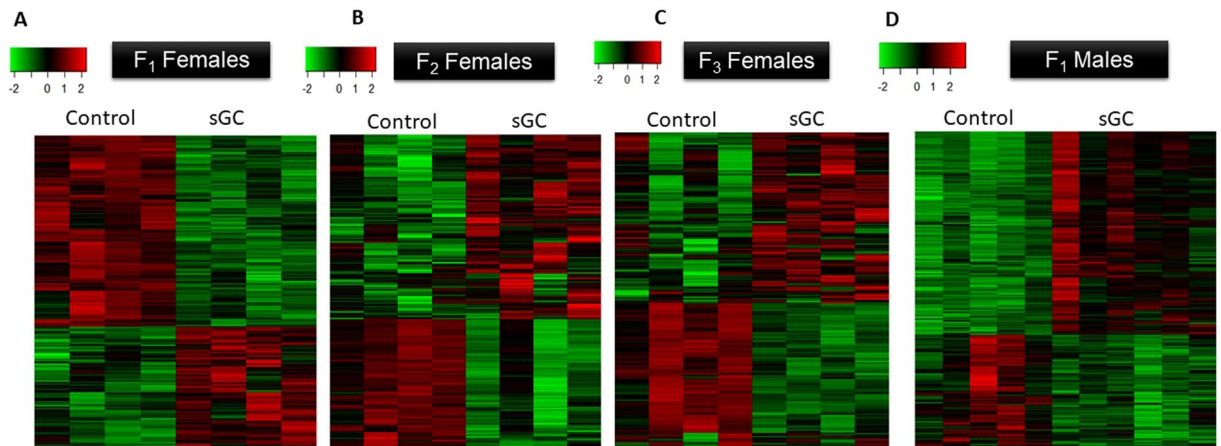 A
B
C
D
F₁ Females
F₂ Females
F₃ Females
F₁ Males
-2 0 1 2
-2 0 1 2
-2 0 1 2
-2 0 1 2
Control sGC
Control sGC
Control sGC
Control sGC